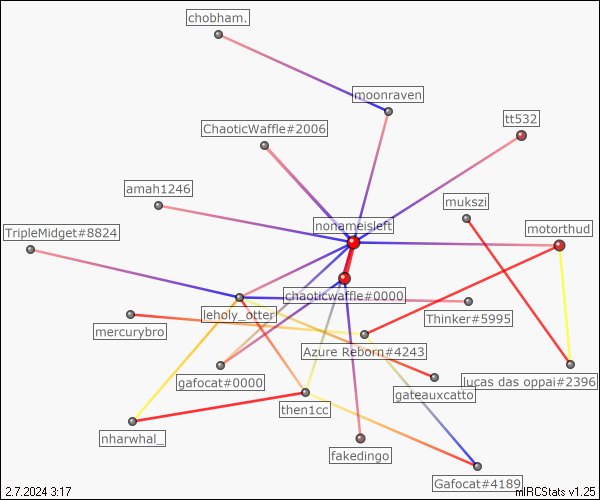 chobham.
moonraven
tt532
ChaoticWaffle#2006
amah1246
mukszi
nonameisleft
motorthud
TripleMidget#8824
chaoticwaffle#0000
leholy_otter
Thinker#5995
mercurybro
Azure Reborn#4243
gafocat#0000
lucas das oppai#2396
gateauxcatto
then1cc
nharwhal_
fakedingo
Gafocat#4189
2.7.2024 3:17
mIRCStats v1.25